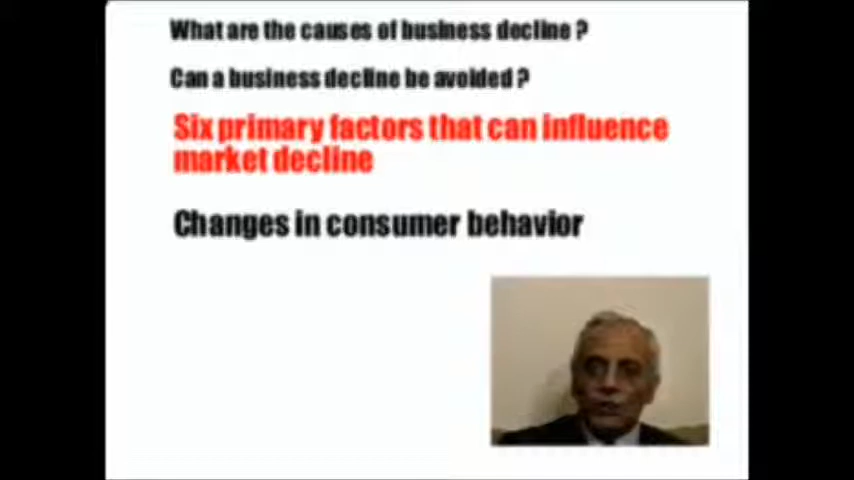 What are the causes of business decline ?
Can a business decline be avoided ?
Six primary factors that can influence
market decline
Changes in consumer behavior